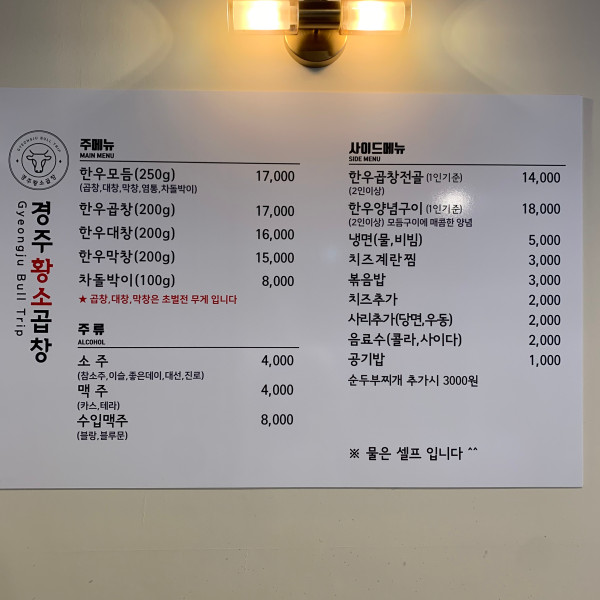 GYEONGJU BULL TRIP
경주황소곱창
경주황소곱창
Gyeongju Bull Trip
주메뉴
MAIN MENU
한우모듬(250g) 17,000
(곱창,대창,막창,염통,차돌박이)
한우곱창(200g) 17,000
한우대창(200g) 16,000
한우막창(200g) 15,000
차돌박이(100g) 8,000
★ 곱창,대창,막창은 초벌전 무게 입니다
주 류
ALCOHOL
소 주 4,000
(참소주,이슬,좋은데이,대선,진로)
맥 주 4,000
(카스,테라)
수입맥주 8,000
(블랑,블루문)
사이드메뉴
SIDE MENU
한우곱창전골 (1인기준) 14,000
(2인이상)
한우양념구이 (1인기준) 18,000
(2인이상) 모듬구이에 매콤한 양념
냉면(물,비빔) 5,000
치즈계란찜 3,000
볶음밥 3,000
치즈추가 2,000
사리추가(당면,우동) 2,000
음료수(콜라,사이다) 2,000
공기밥 1,000
순두부찌개 추가시 3000원
※ 물은 셀프 입니다 ^^